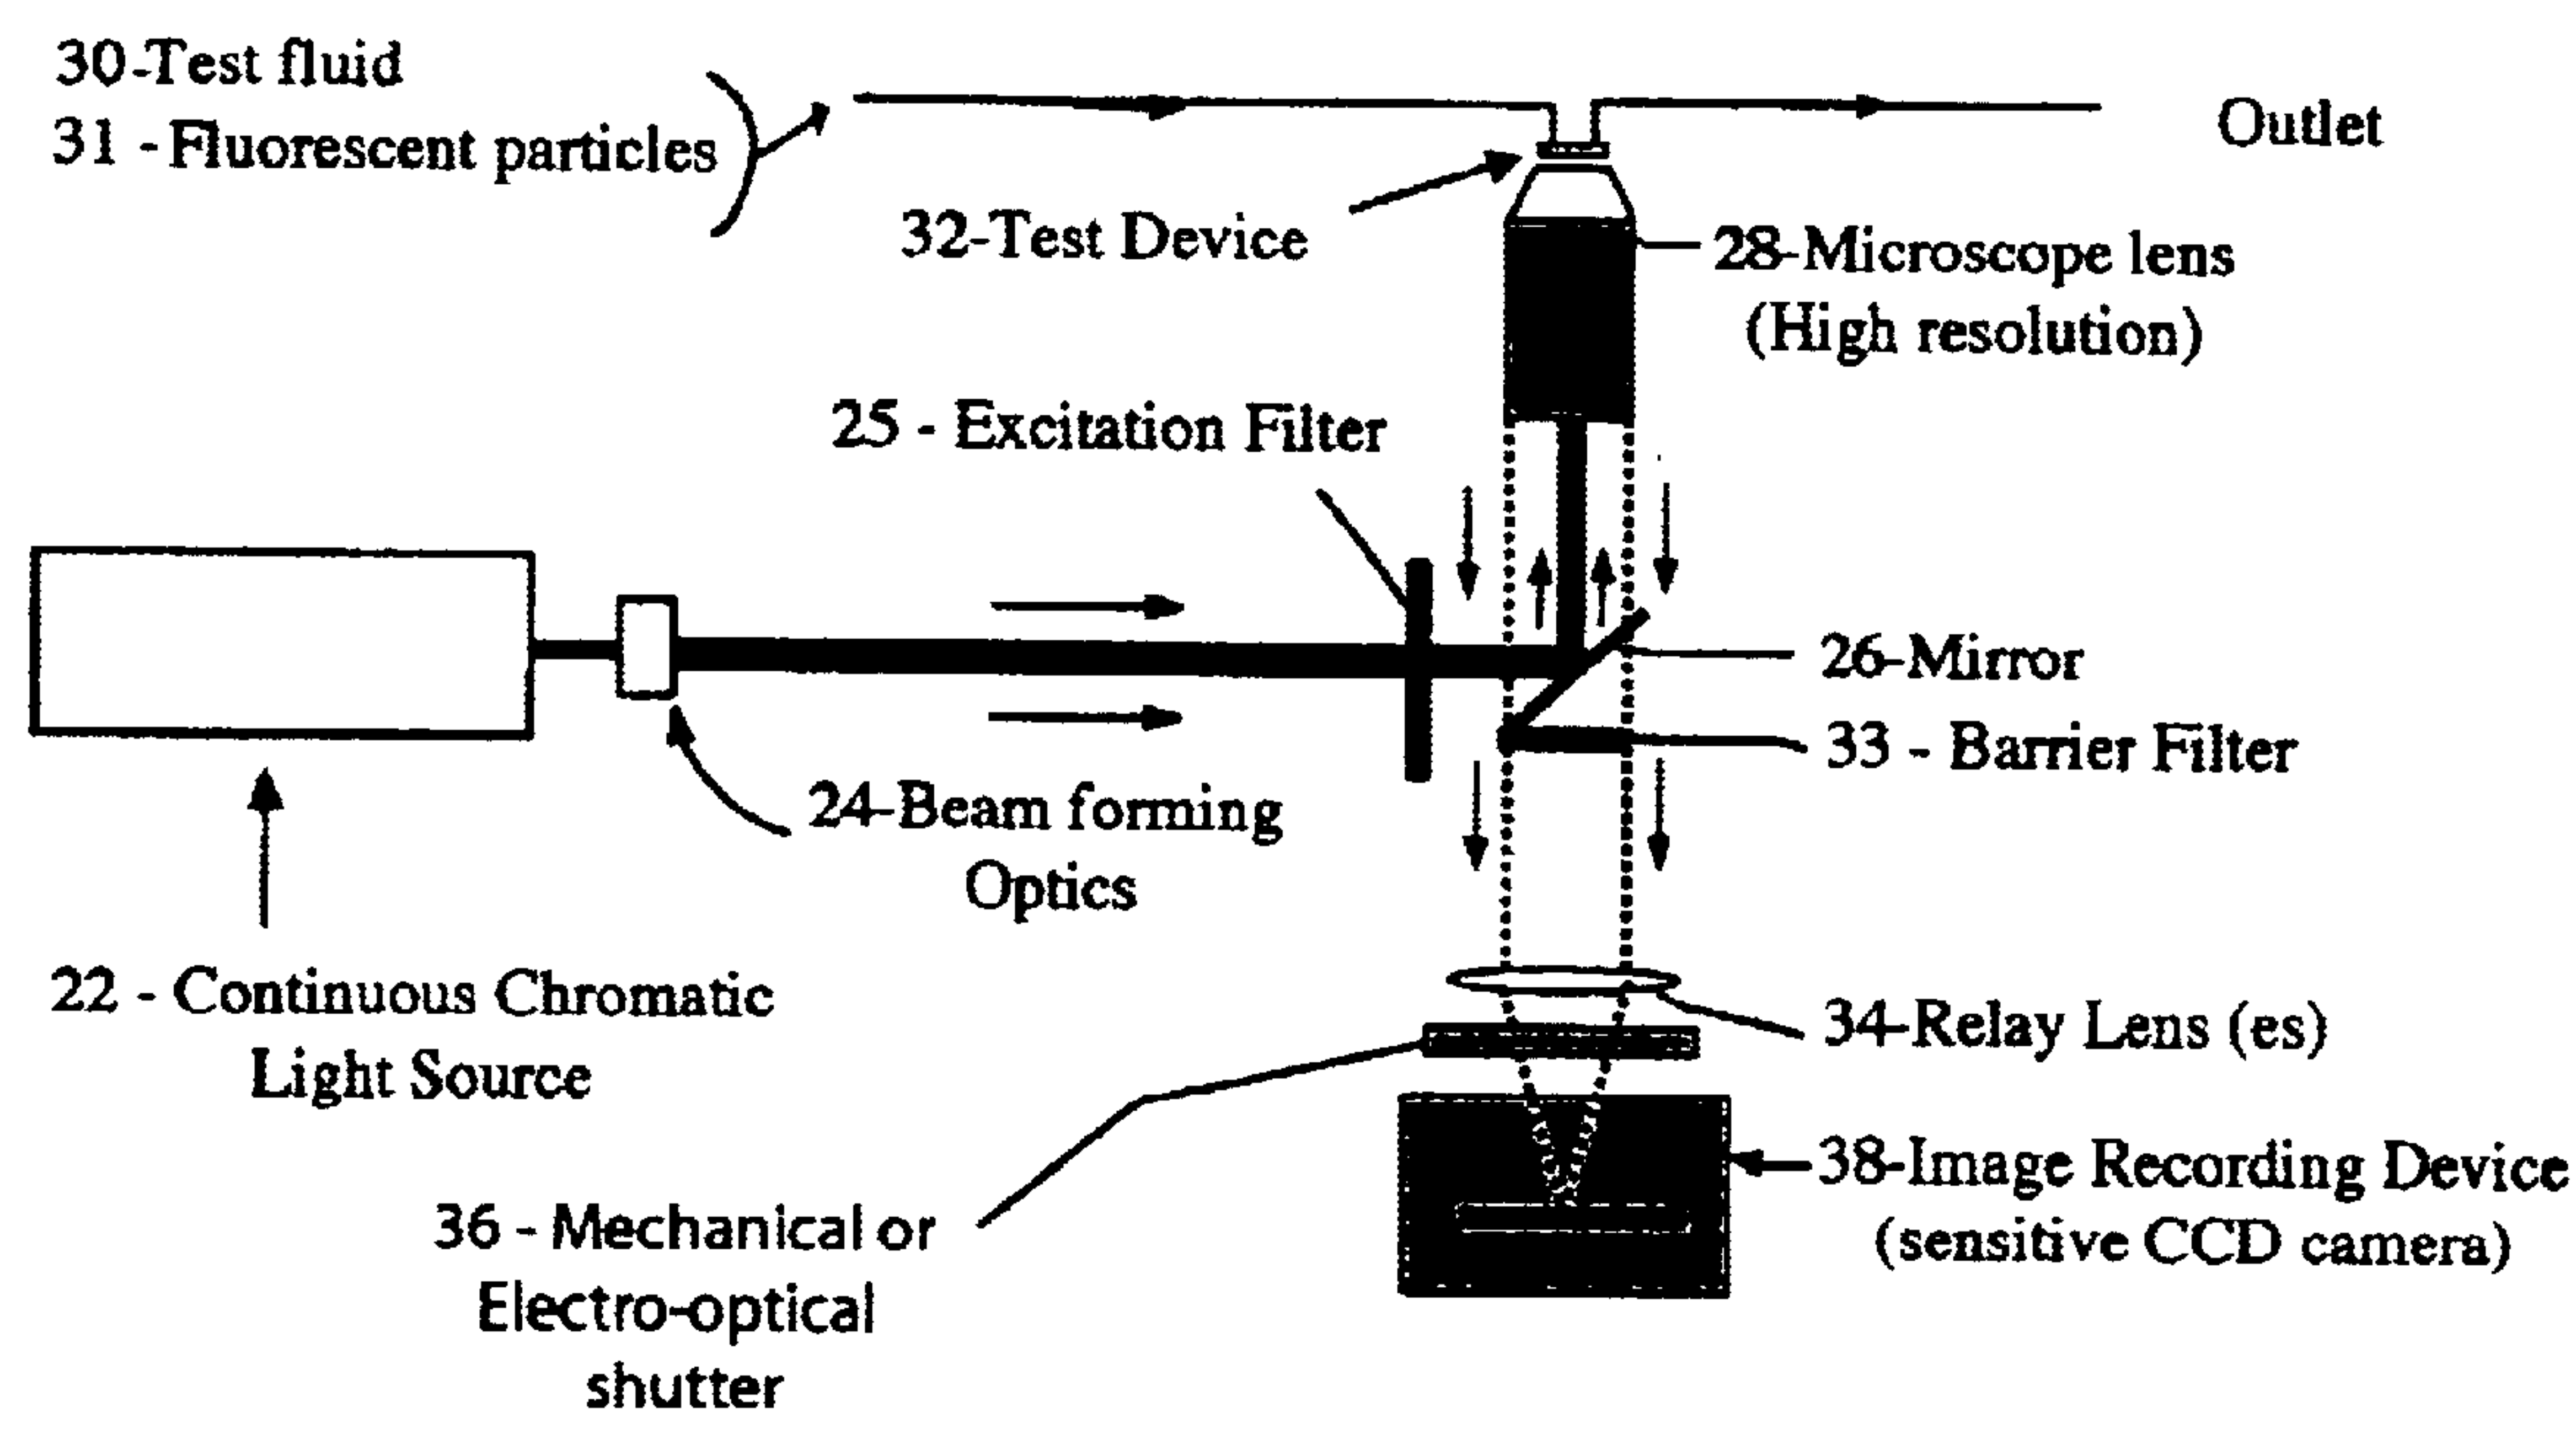 30-Test fluid
31 - Fluorescent particles
Outlet
32-Test Device
28-Microscope lens
(High resolution)
25 - Excitation Filter
26-Mirror
33 - Barrier Filter
24-Beam forming
Optics
22 - Continuous Chromatic
Light Source
34-Relay Lens (es)
38-Image Recording Device
(sensitive CCD camera)
36 - Mechanical or
Electro-optical
shutter